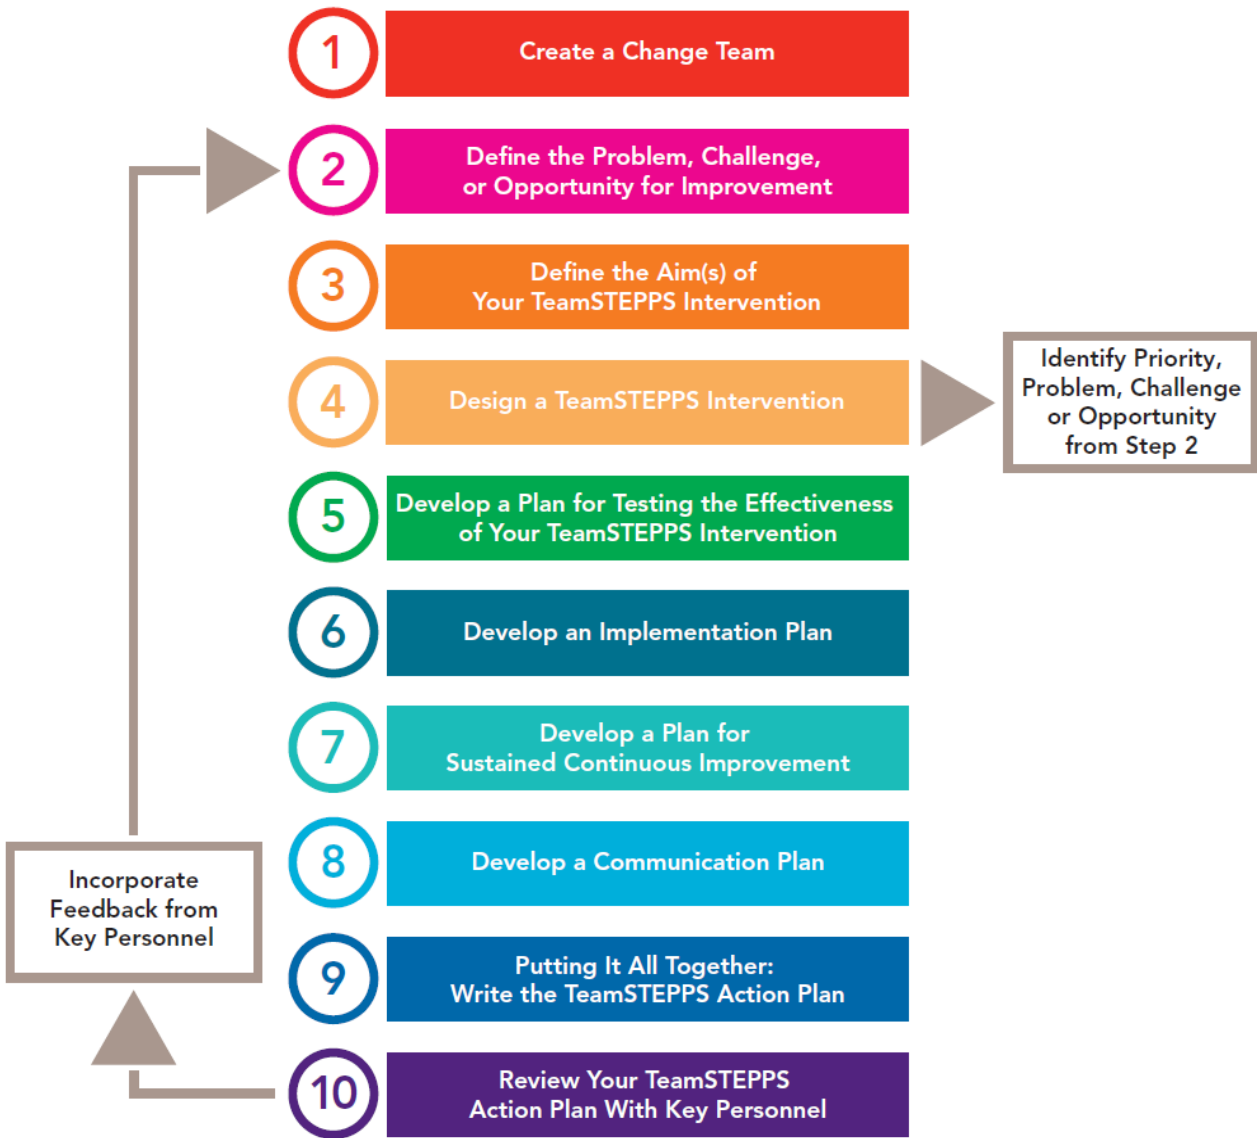 1
Create a Change Team
2
Define the Problem, Challenge,
or Opportunity for Improvement
3
Define the Aim(s) of
Your TeamSTEPPS Intervention
4
Design a TeamSTEPPS Intervention
Identify Priority,
Problem, Challenge
or Opportunity
from Step 2
5
Develop a Plan for Testing the Effectiveness
of Your TeamSTEPPS Intervention
6
Develop an Implementation Plan
7
Develop a Plan for
Sustained Continuous Improvement
8
Develop a Communication Plan
Incorporate
Feedback from
Key Personnel
9
Putting It All Together:
Write the TeamSTEPPS Action Plan
10
Review Your TeamSTEPPS
Action Plan With Key Personnel